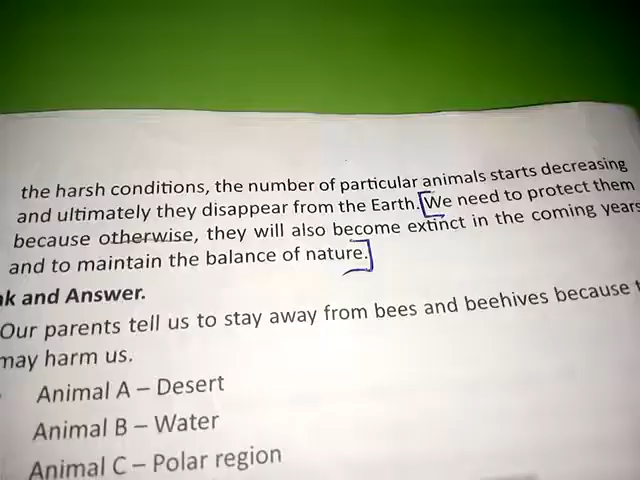 the harsh conditions, the number of particular animals starts decreasing
and ultimately they disappear from the Earth. We need to protect them
because otherwise, they will also become extinct in the coming years
and to maintain the balance of nature.
and Answer.
Our parents tell us to stay away from bees and beehives because
may harm us.
Animal A – Desert
Animal B – Water
Animal C – Polar region